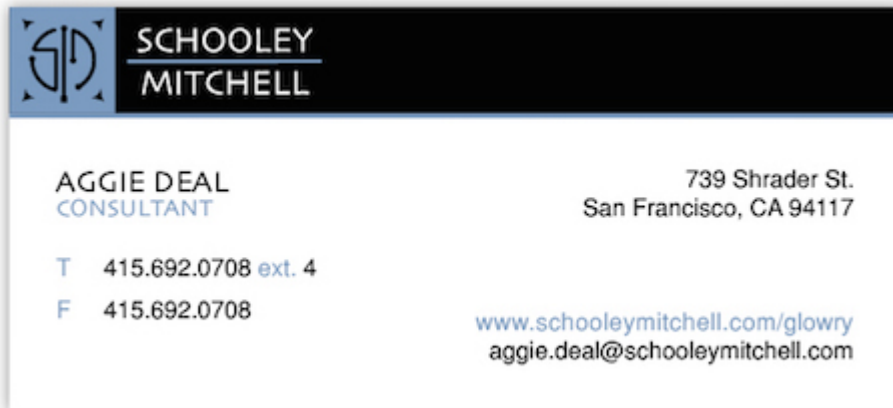 SCHOOLEY
MITCHELL
AGGIE DEAL
CONSULTANT
T 415.692.0708 ext. 4
F 415.692.0708
739 Shrader St.
San Francisco, CA 94117
www.schooleymitchell.com/glowry
aggie.deal@schooleymitchell.com